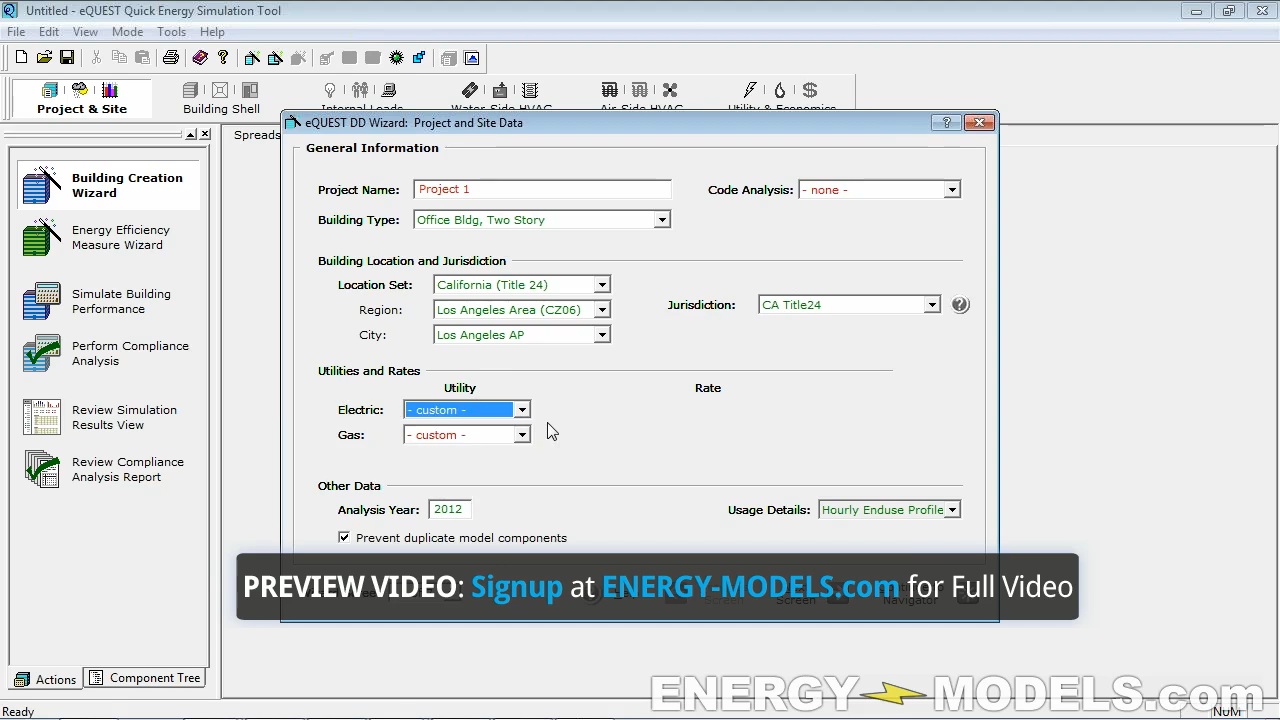 Untitled - eQUEST Quick Energy Simulation Tool
File Edit View Mode Tools Help
Project & Site
Building Shell
Internal Loads
Water-Side HVAC
Air-Side HVAC
Utility & Economics
eQUEST DD Wizard: Project and Site Data
Spreads
Building Creation
Wizard
Energy Efficiency
Measure Wizard
Simulate Building
Performance
Perform Compliance
Analysis
Review Simulation
Results View
Review Compliance
Analysis Report
General Information
Project Name: Project 1
Code Analysis: - none -
Building Type: Office Bldg, Two Story
Building Location and Jurisdiction
Location Set: California (Title 24)
Region: Los Angeles Area (CZ06)
Jurisdiction: CA Title24
City: Los Angeles AP
Utilities and Rates
Utility Rate
Electric: - custom -
Gas: - custom -
Other Data
Analysis Year: 2012
Usage Details: Hourly Enduse Profile
Prevent duplicate model components
PREVIEW VIDEO: Signup at ENERGY-MODELS.com for Full Video
Screen
Screen
Navigator
Actions
Component Tree
ENERGY MODELS.com
Ready
NUM